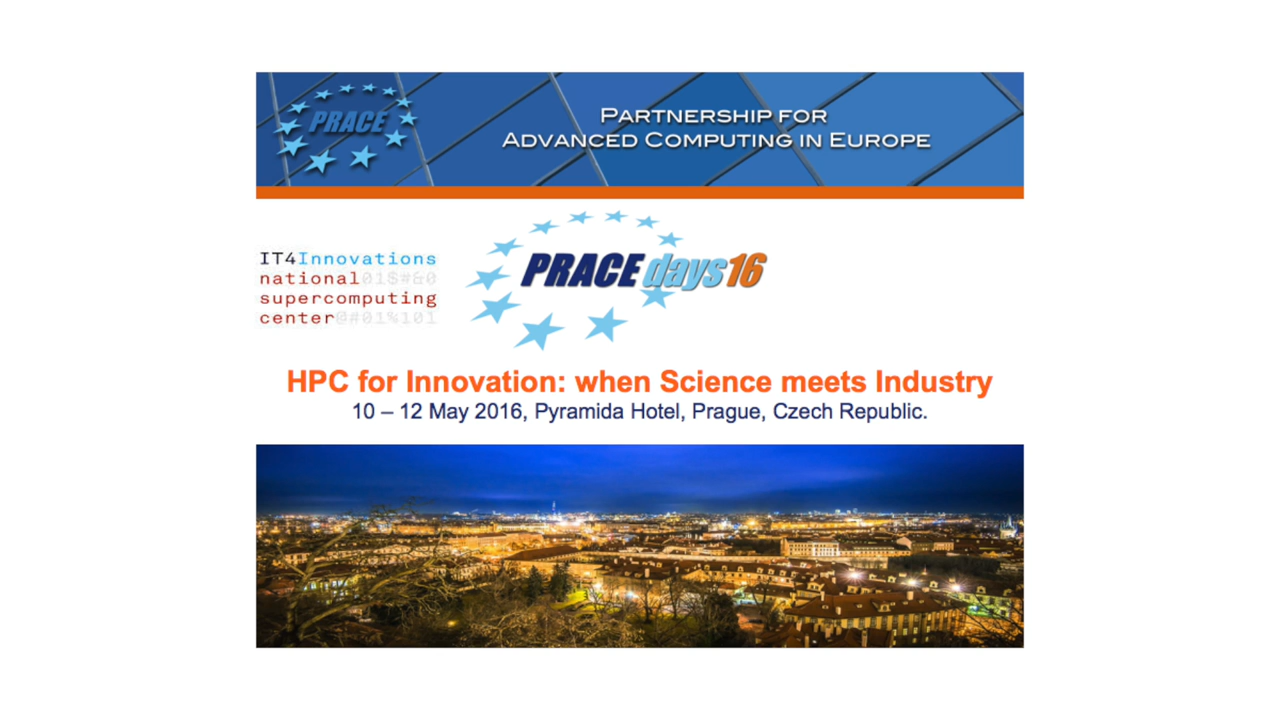 PRACE
PARTNERSHIP FOR
ADVANCED COMPUTING IN EUROPE
IT4Innovations
national01$#&0
supercomputing
center@#01%101
PRACEdays16
HPC for Innovation: when Science meets Industry
10 – 12 May 2016, Pyramida Hotel, Prague, Czech Republic.